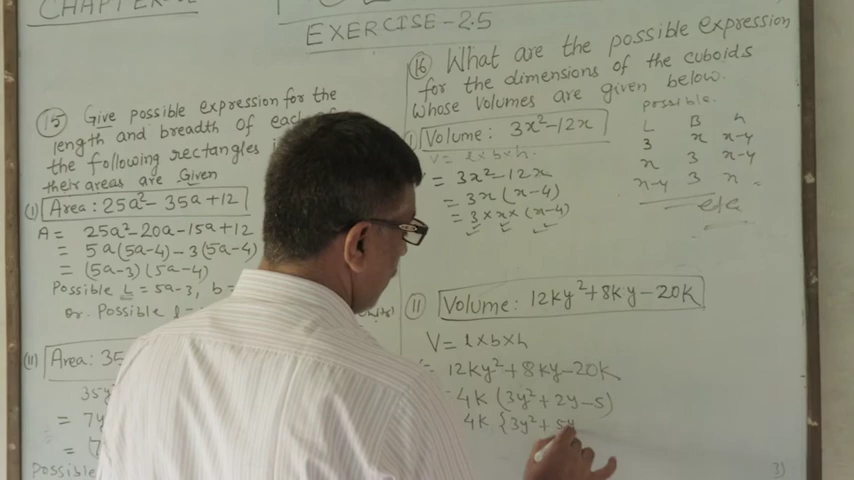 CHAPTER-
EXERCISE-2.5
15 Give possible expression for the
length and breadth of each
the following rectangles
their areas are Given
(i) Area: 25a²-35a+12
A = 25a²-20a-15a+12
= 5a(5a-4)-3(5a-4)
= (5a-3)(5a-4)
Possible L = 5a-3, b =
or. Possible l =
(ii) Area: 35
35y
= 7y
= (7
Possible
16 What are the possible expression
for the dimensions of the cuboids
whose volumes are given below.
Volume: 3x²-12x
V = l×b×h.
= 3x²-12x
= 3x(x-4)
= 3×x×(x-4)
possible.
L B h
3 x x-4
x 3 x-4
x-4 3 x
etc
11 Volume: 12Ky²+8Ky-20K
V = l×b×h
= 12Ky²+8Ky-20K
4K (3y²+2y-5)
4K {3y²+5y